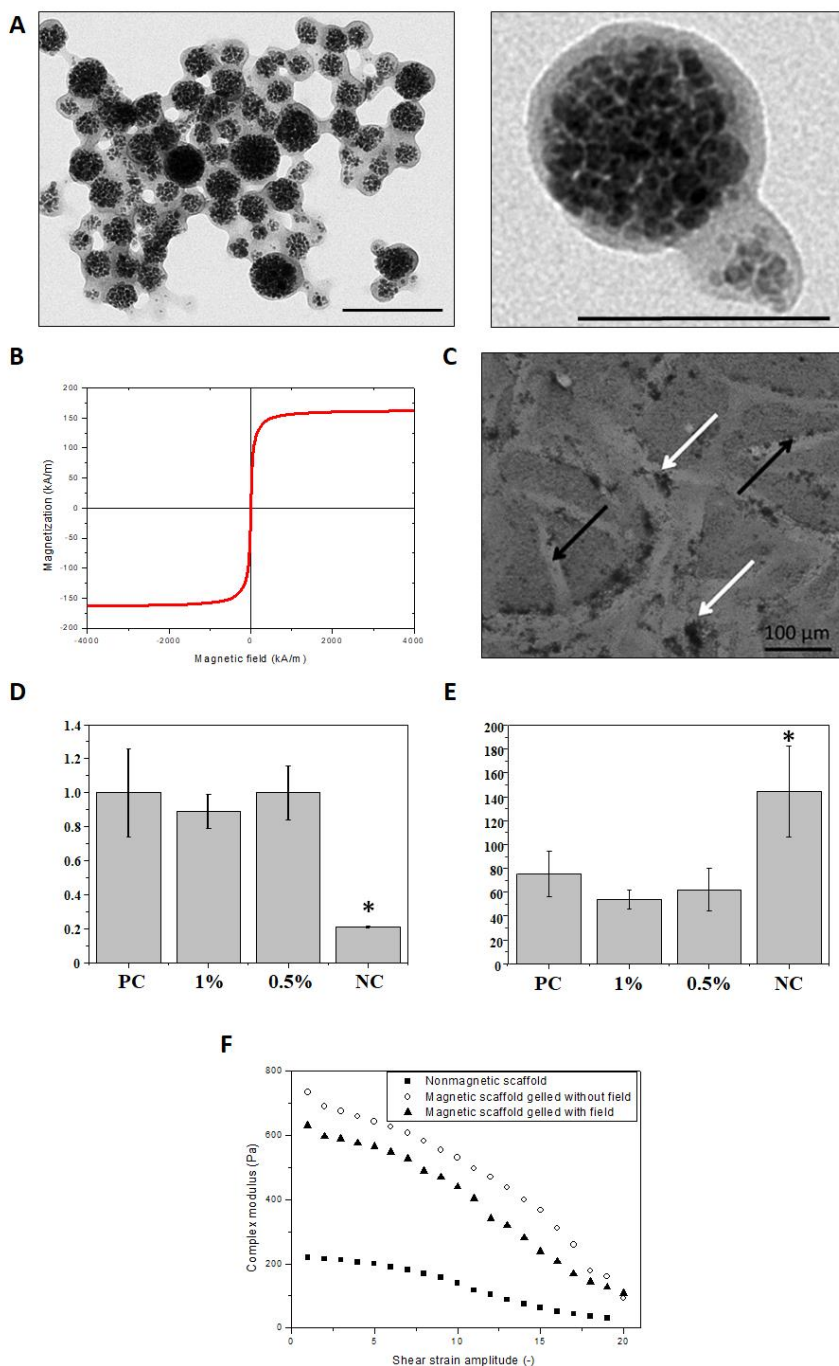 A
B
200
150
100
50
0
-50
-100
-150
-200
Magnetization (kA/m)
-4000 -2000 0 2000 4000
Magnetic field (kA/m)
C
100 µm
D
1.4
1.2
1.0
0.8
0.6
0.4
0.2
0.0
PC 1% 0.5% NC
*
E
200
180
160
140
120
100
80
60
40
20
0
PC 1% 0.5% NC
*
F
800
600
400
200
0
Complex modulus (Pa)
Nonmagnetic scaffold
Magnetic scaffold gelled without field
Magnetic scaffold gelled with field
0 5 10 15 20
Shear strain amplitude (-)